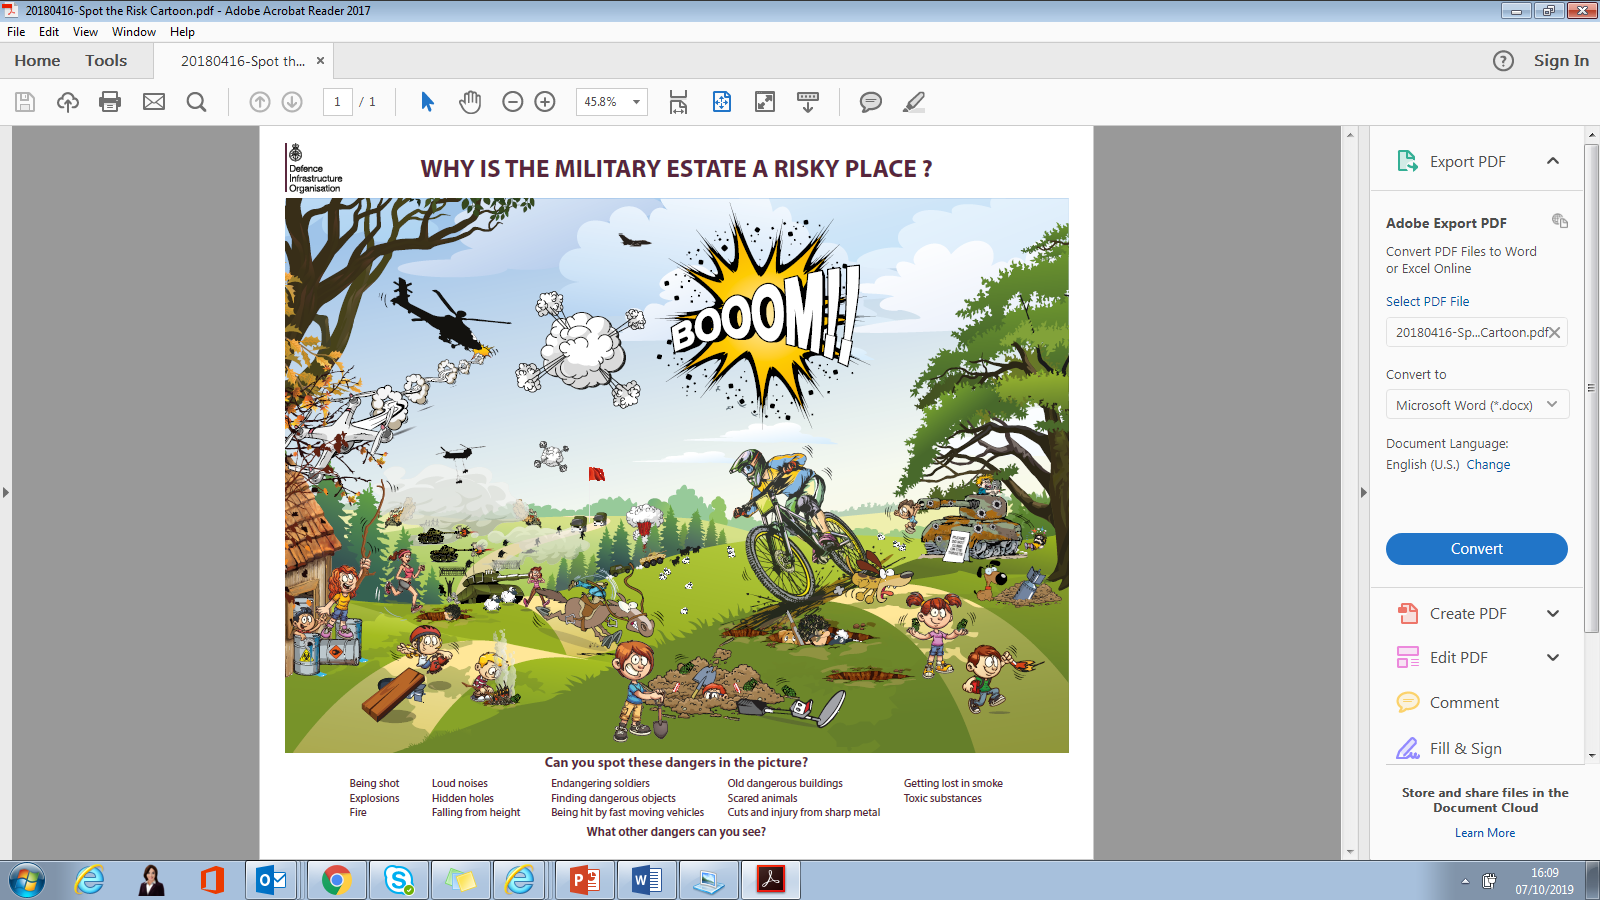 20180416-Spot the Risk Cartoon.pdf - Adobe Acrobat Reader 2017
File Edit View Window Help
Home Tools 20180416-Spot th... × ? Sign In
1 / 1 45.8%
Export PDF
Adobe Export PDF
Convert PDF Files to Word
or Excel Online
Select PDF File
20180416-Sp...Cartoon.pdf
Convert to
Microsoft Word (*.docx)
Document Language:
English (U.S.) Change
Convert
Create PDF
Edit PDF
Comment
Fill & Sign
Store and share files in the
Document Cloud
Learn More
Defence
Infrastructure
Organisation
WHY IS THE MILITARY ESTATE A RISKY PLACE ?
BOOOM!!!
Can you spot these dangers in the picture?
Being shot Loud noises Endangering soldiers Old dangerous buildings Getting lost in smoke
Explosions Hidden holes Finding dangerous objects Scared animals Toxic substances
Fire Falling from height Being hit by fast moving vehicles Cuts and injury from sharp metal
What other dangers can you see?
16:09
07/10/2019